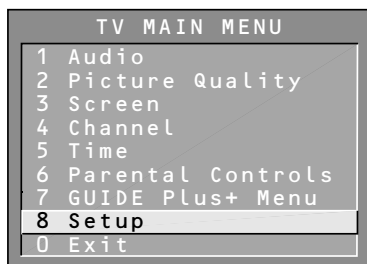 TV MAIN MENU
1 Audio
2 Picture Quality
3 Screen
4 Channel
5 Time
6 Parental Controls
7 GUIDE Plus+ Menu
8 Setup
0 Exit